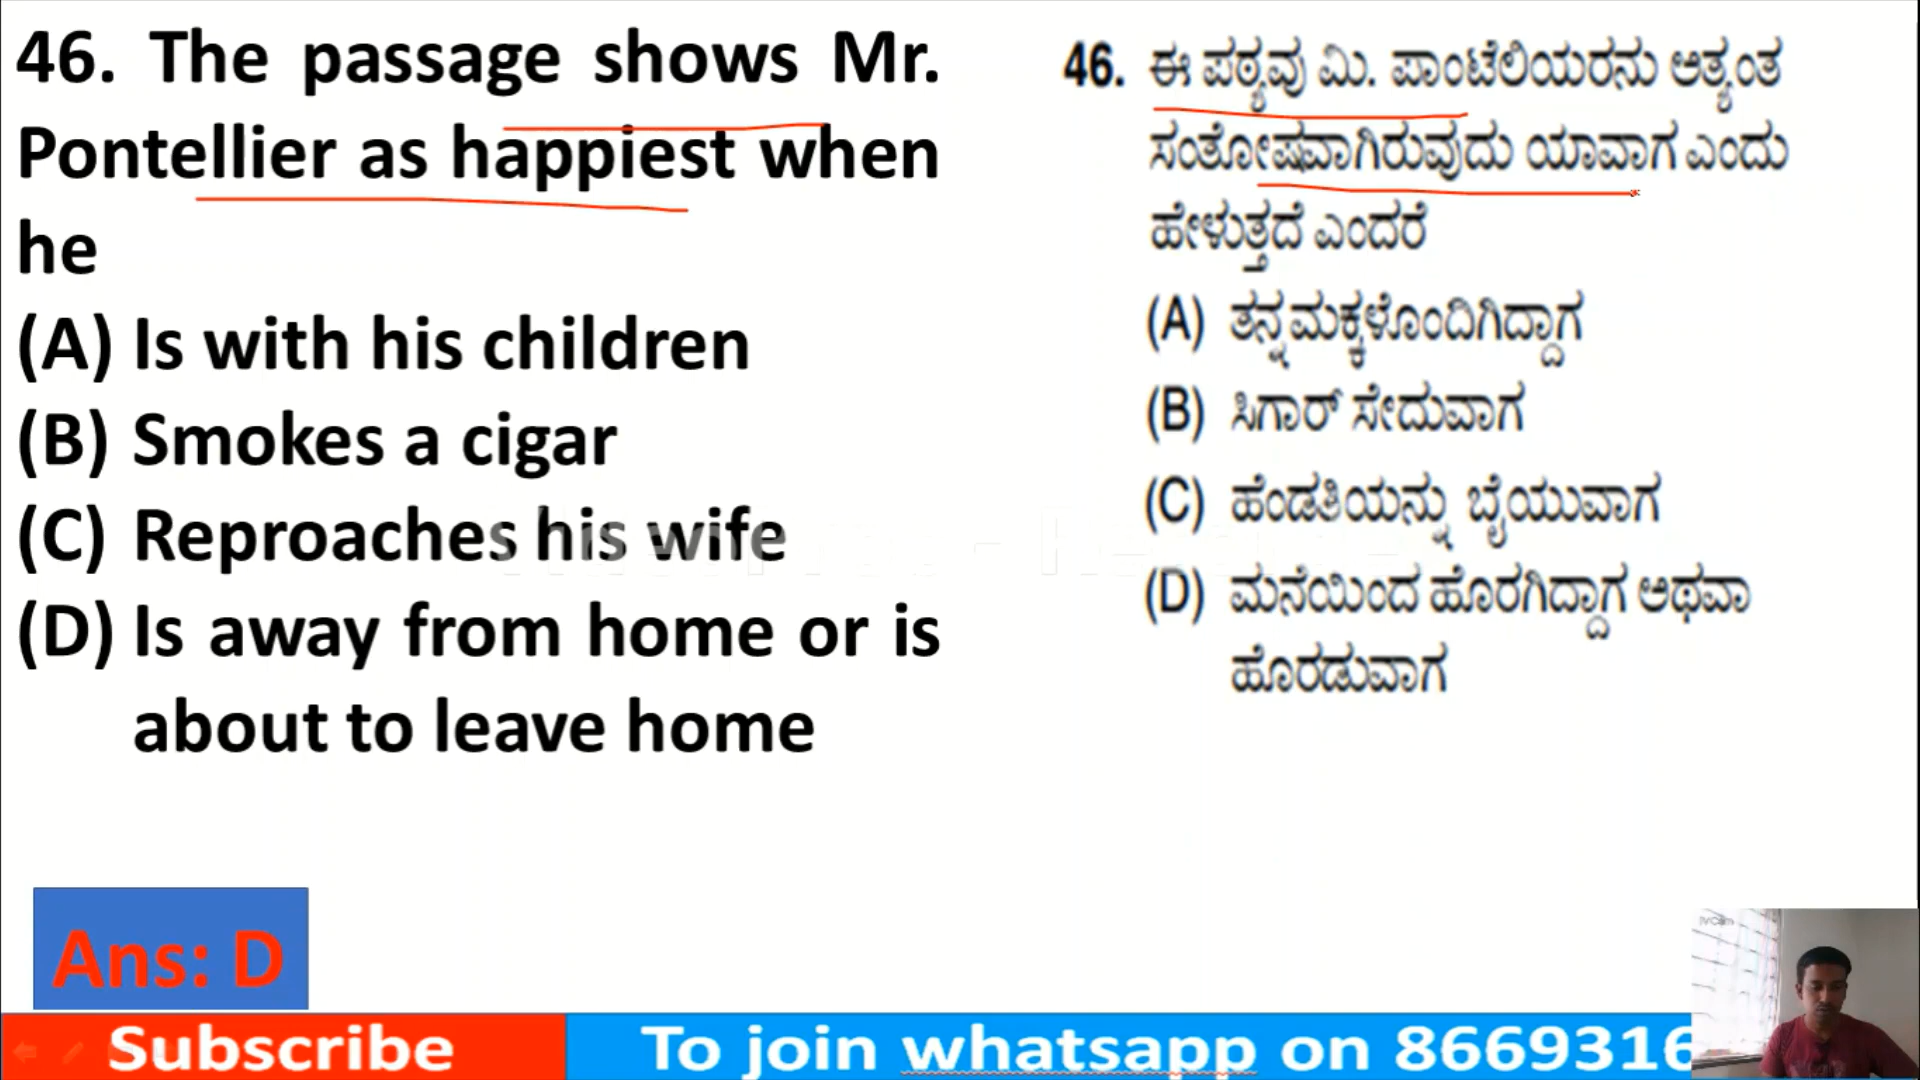 46. The passage shows Mr.
Pontellier as happiest when
he
(A) Is with his children
(B) Smokes a cigar
(C) Reproaches his wife
(D) Is away from home or is
about to leave home
46. ಈ ಪಠ್ಯವು ಮಿ. ಪಾಂಟೆಲಿಯರನು ಅತ್ಯಂತ
ಸಂತೋಷವಾಗಿರುವುದು ಯಾವಾಗ ಎಂದು
ಹೇಳುತ್ತದೆ ಎಂದರೆ
(A) ತನ್ನಮಕ್ಕಳೊಂದಿಗಿದ್ದಾಗ
(B) ಸಿಗಾರ್ ಸೇದುವಾಗ
(C) ಹೆಂಡತಿಯನ್ನು ಬೈಯುವಾಗ
(D) ಮನೆಯಿಂದ ಹೊರಗಿದ್ದಾಗ ಅಥವಾ
ಹೊರಡುವಾಗ
Ans: D
Subscribe
To join whatsapp on 8669316